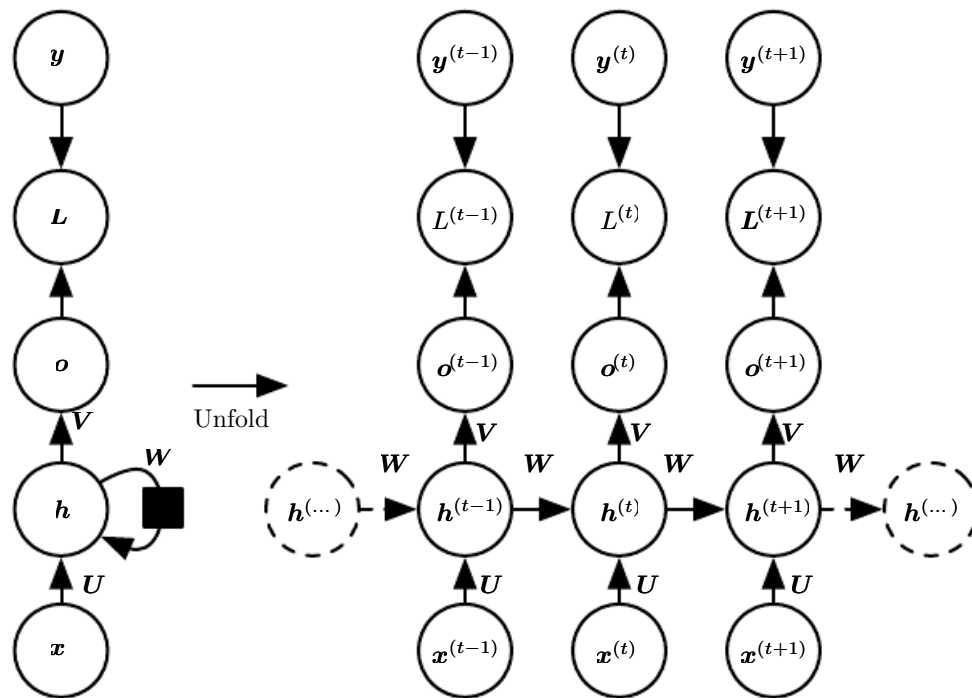 y y^{(t−1)} y^{(t)} y^{(t+1)}
L L^{(t−1)} L^{(t)} L^{(t+1)}
o o^{(t−1)} o^{(t)} o^{(t+1)}
Unfold
V V V V
W W W W W
h h^{(...)} h^{(t−1)} h^{(t)} h^{(t+1)} h^{(...)}
U U U U
x x^{(t−1)} x^{(t)} x^{(t+1)}